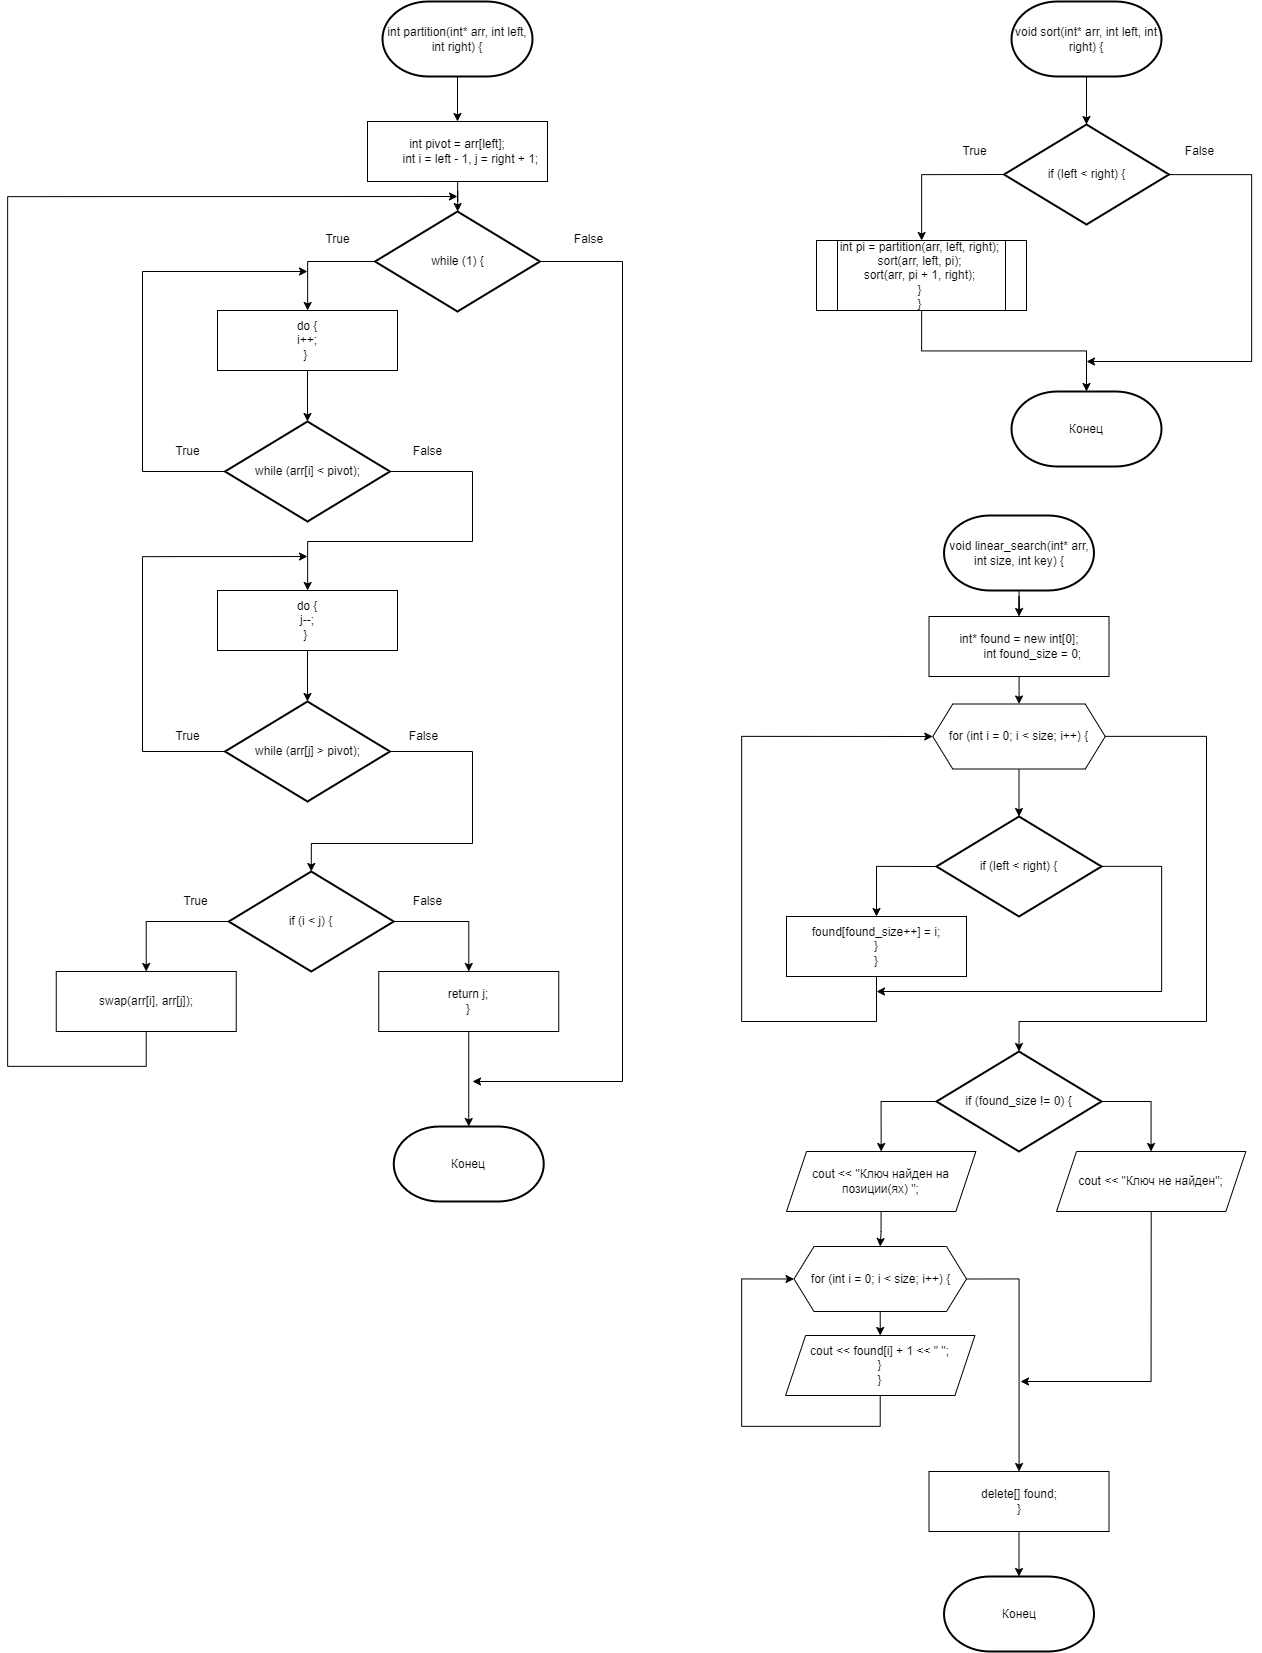 int partition(int* arr, int left,
int right) {
int pivot = arr[left];
int i = left - 1, j = right + 1;
while (1) {
True
False
do {
i++;
}
while (arr[i] < pivot);
True
False
do {
j--;
}
while (arr[j] > pivot);
True
False
if (i < j) {
True
False
swap(arr[i], arr[j]);
return j;
}
Конец
void sort(int* arr, int left, int
right) {
True
False
if (left < right) {
int pi = partition(arr, left, right);
sort(arr, left, pi);
sort(arr, pi + 1, right);
}
}
Конец
void linear_search(int* arr,
int size, int key) {
int* found = new int[0];
int found_size = 0;
for (int i = 0; i < size; i++) {
if (left < right) {
found[found_size++] = i;
}
}
if (found_size != 0) {
cout << "Ключ найден на
позиции(ях) ";
cout << "Ключ не найден";
for (int i = 0; i < size; i++) {
cout << found[i] + 1 << " ";
}
}
delete[] found;
}
Конец